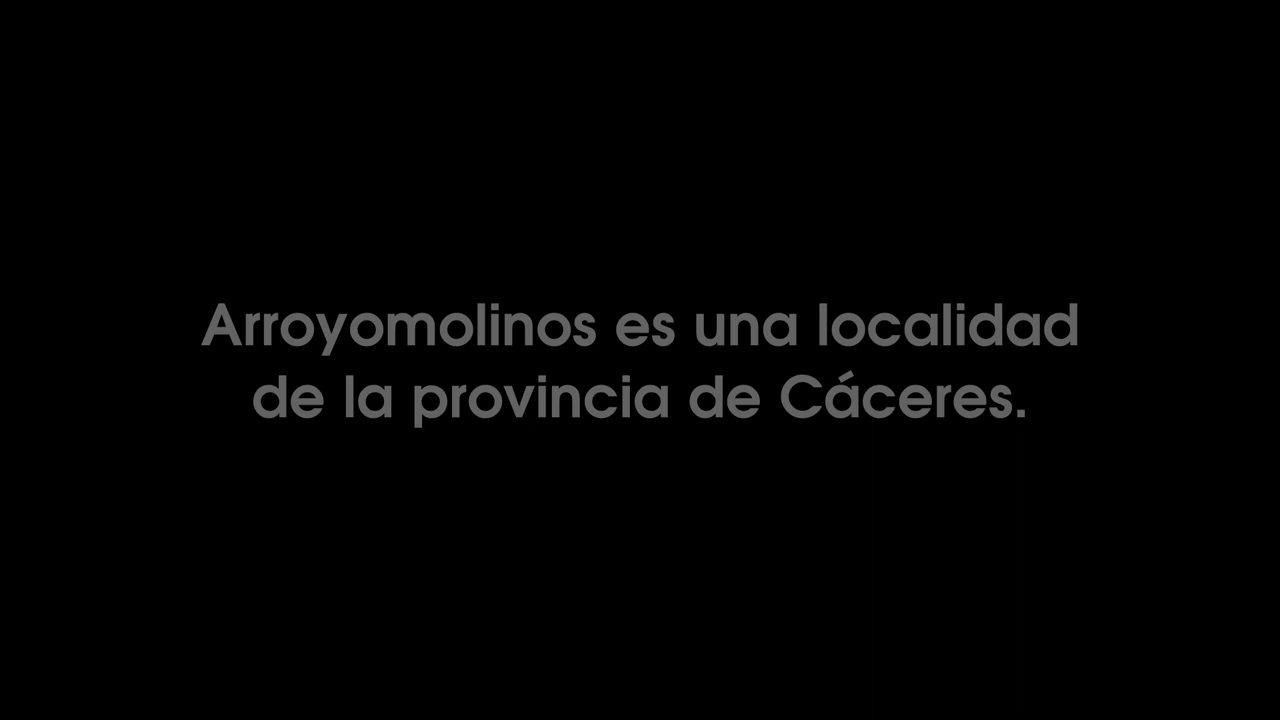 Arroyomolinos es una localidad
de la provincia de Cáceres.